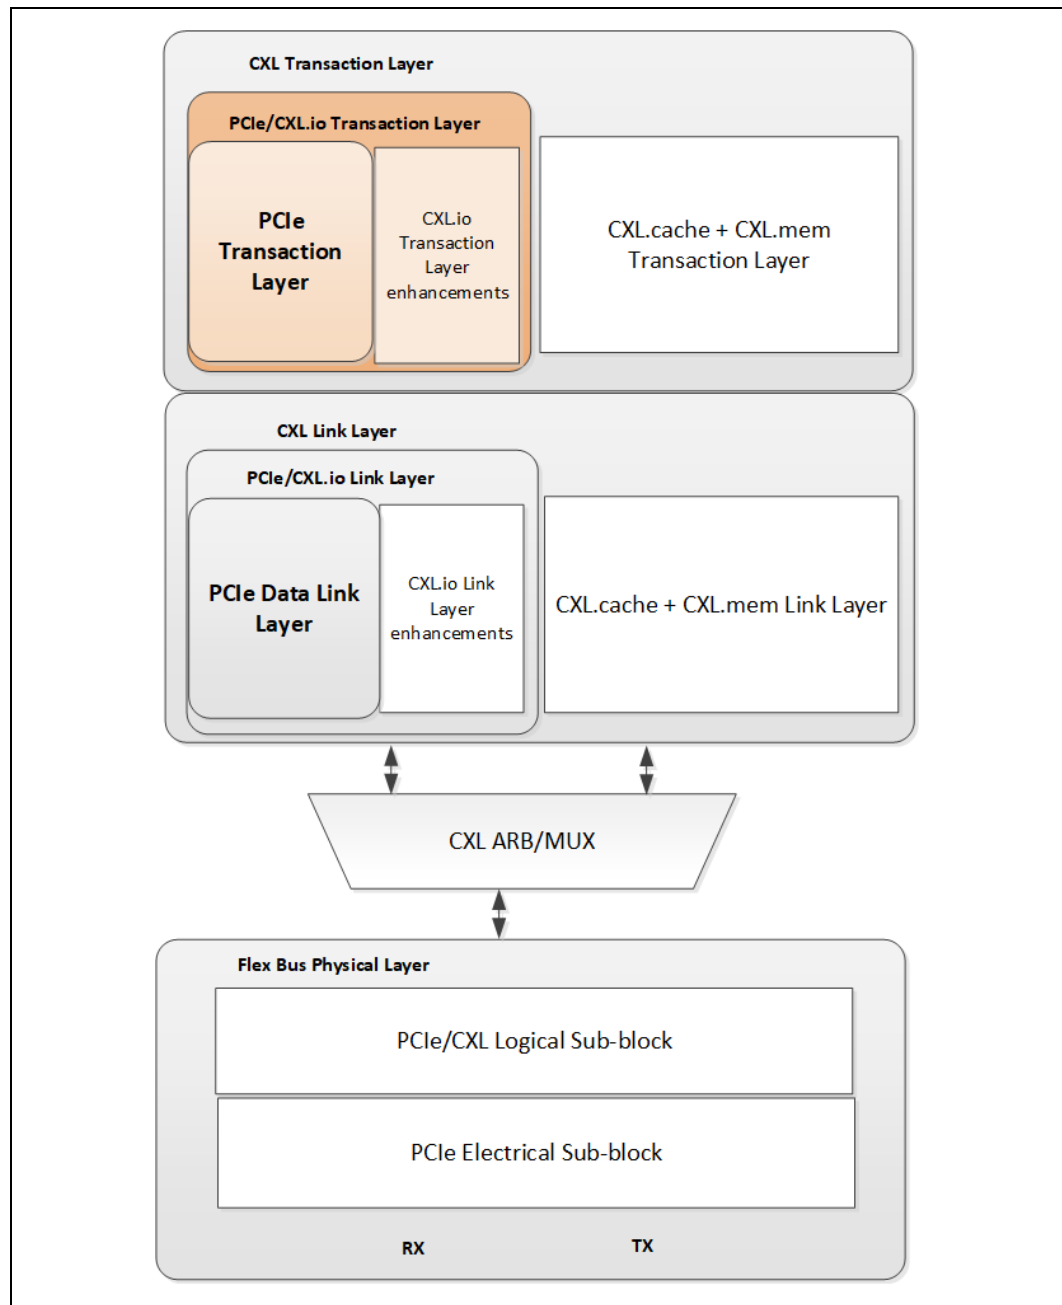 CXL Transaction Layer
PCIe/CXL.io Transaction Layer
PCIe
Transaction
Layer
CXL.io
Transaction
Layer
enhancements
CXL.cache + CXL.mem
Transaction Layer
CXL Link Layer
PCIe/CXL.io Link Layer
PCIe Data Link
Layer
CXL.io Link
Layer
enhancements
CXL.cache + CXL.mem Link Layer
CXL ARB/MUX
Flex Bus Physical Layer
PCIe/CXL Logical Sub-block
PCIe Electrical Sub-block
RX
TX